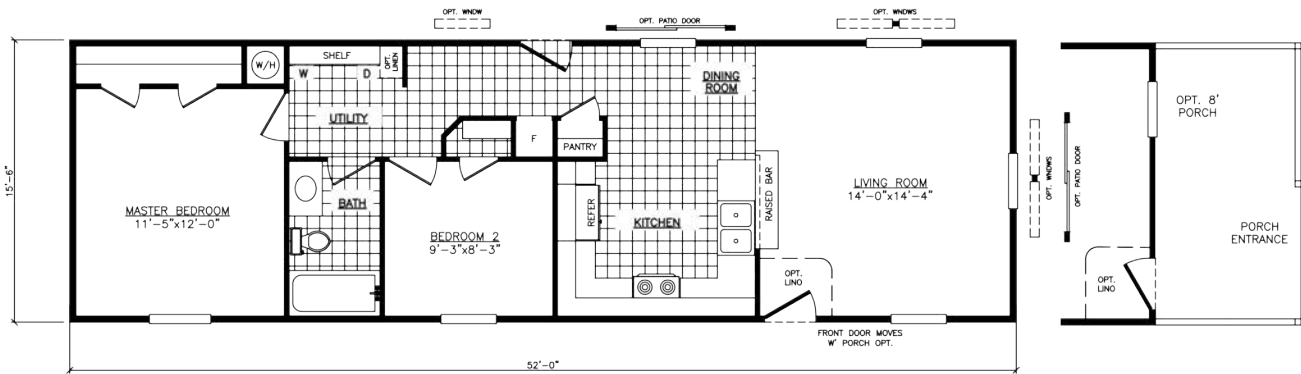 OPT. WNDW
OPT. PATIO DOOR
OPT. WNDWS
SHELF
W/H
W
D
OPT. LINEN
DINING
ROOM
UTILITY
F
PANTRY
15'-6"
MASTER BEDROOM
11'-5"x12'-0"
BATH
BEDROOM 2
9'-3"x8'-3"
REFER
KITCHEN
RAISED BAR
LIVING ROOM
14'-0"x14'-4"
OPT.
LINO
FRONT DOOR MOVES
W' PORCH OPT.
52'-0"
OPT. WNDWS
OPT. PATIO DOOR
OPT. 8'
PORCH
PORCH
ENTRANCE
OPT.
LINO